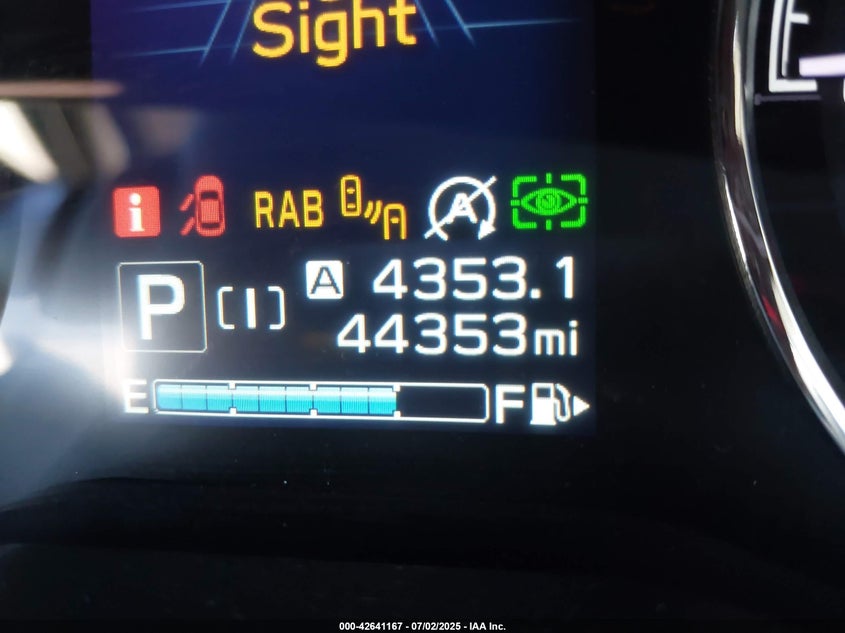 Sight
i RAB A
P [I] A 4353.1
44353mi
E F
000-42641167 - 07/02/2025 - IAA Inc.